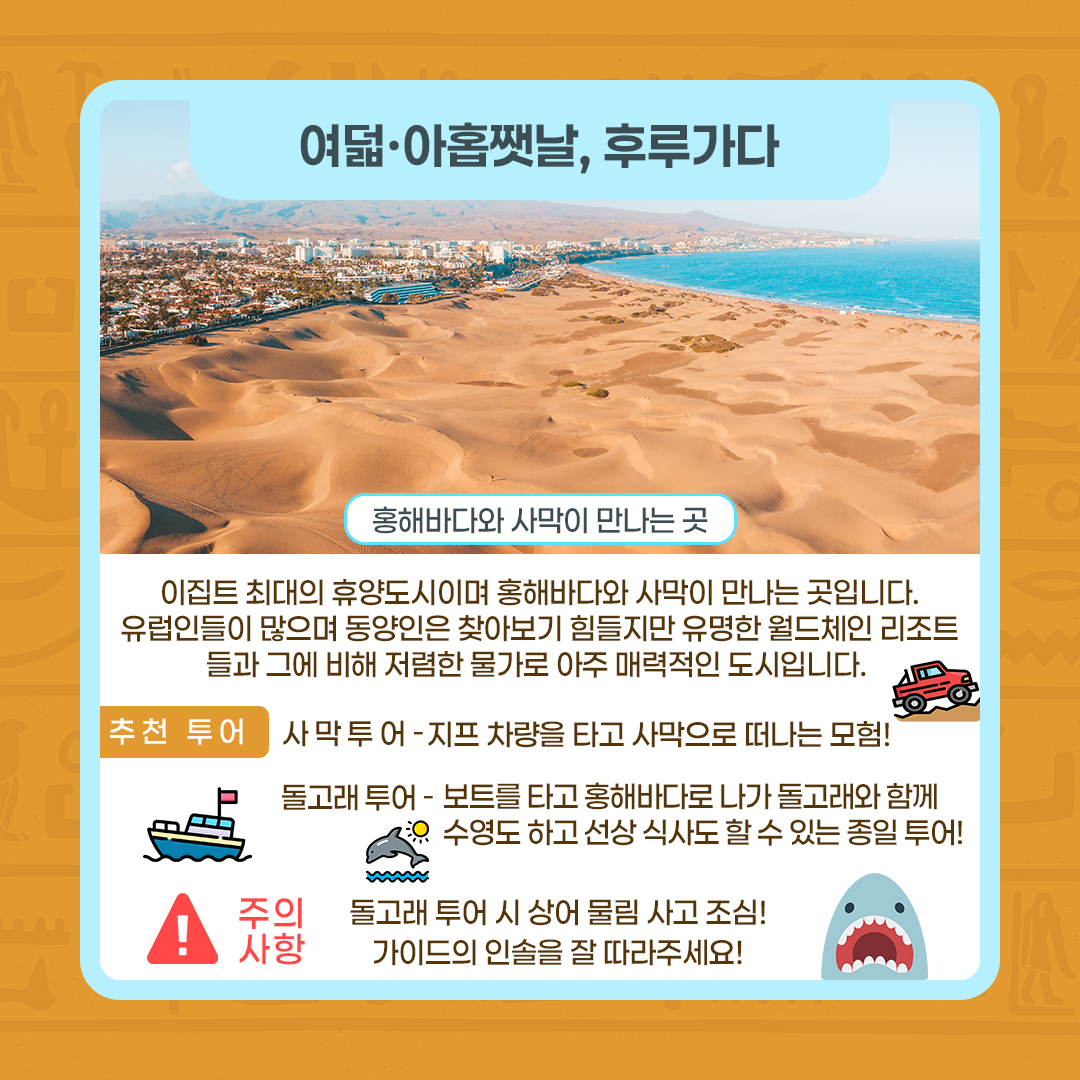 여덟·아홉쨋날, 후루가다
홍해바다와 사막이 만나는 곳
이집트 최대의 휴양도시이며 홍해바다와 사막이 만나는 곳입니다.
유럽인들이 많으며 동양인은 찾아보기 힘들지만 유명한 월드체인 리조트
들과 그에 비해 저렴한 물가로 아주 매력적인 도시입니다.
추천 투어
사막투어 - 지프 차량을 타고 사막으로 떠나는 모험!
돌고래 투어 - 보트를 타고 홍해바다로 나가 돌고래와 함께
수영도 하고 선상 식사도 할 수 있는 종일 투어!
주의
사항
돌고래 투어 시 상어 물림 사고 조심!
가이드의 인솔을 잘 따라주세요!